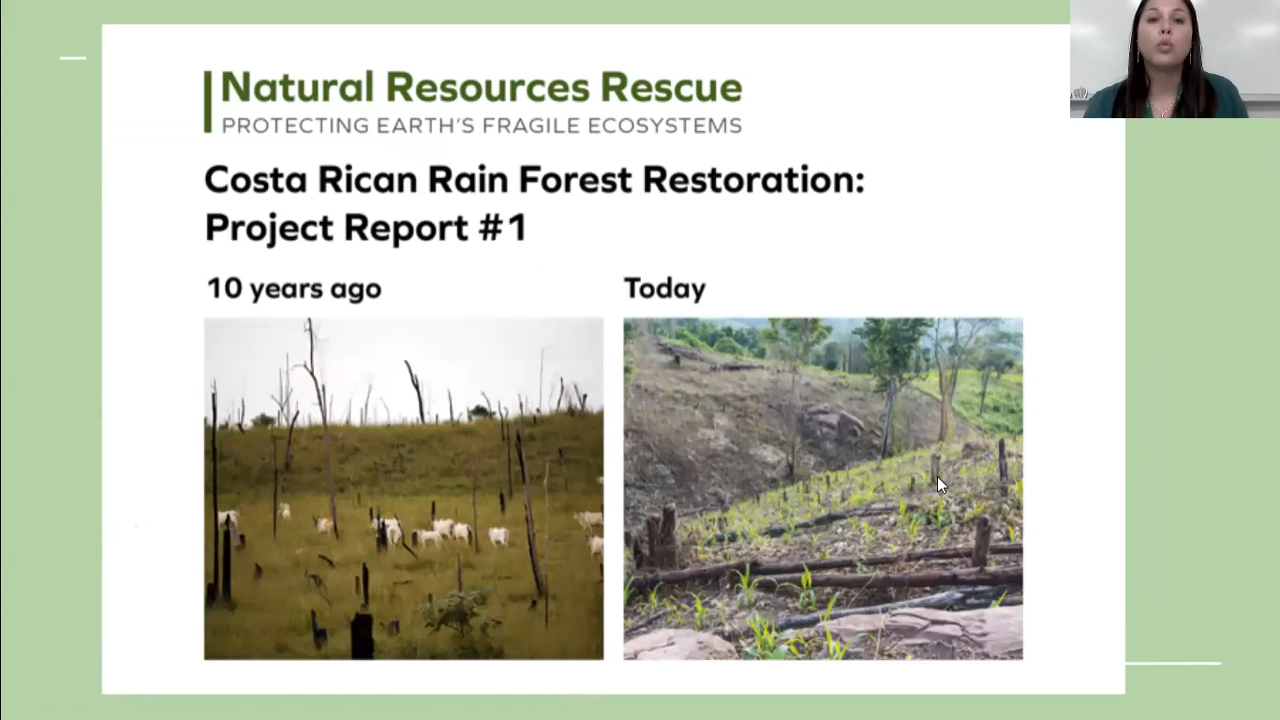 Natural Resources Rescue
PROTECTING EARTH'S FRAGILE ECOSYSTEMS
Costa Rican Rain Forest Restoration:
Project Report #1
10 years ago
Today